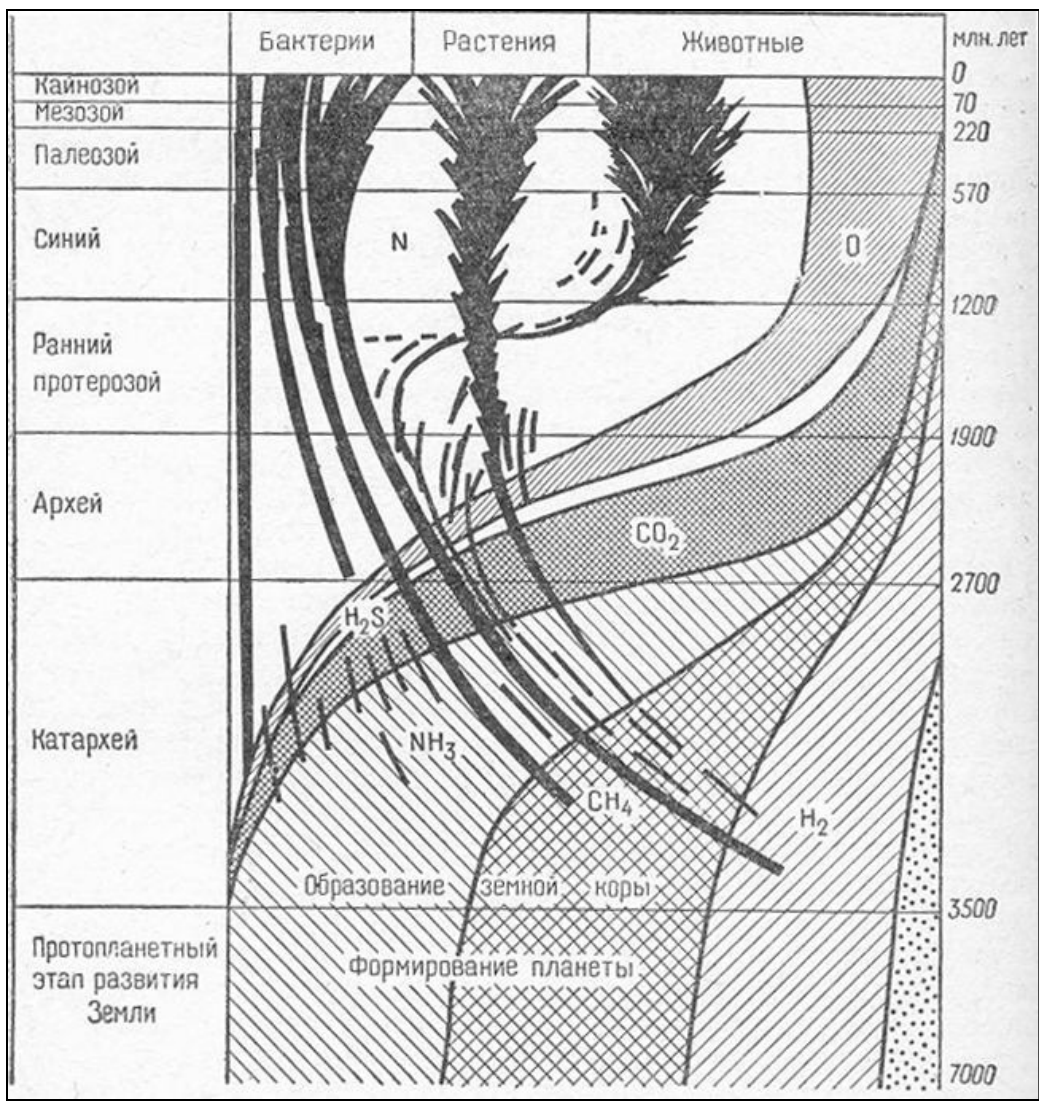 Бактерии
Растения
Животные
млн. лет
Кайнозой
0
Мезозой
70
220
Палеозой
570
Синий
N
O
1200
Ранний
протерозой
1900
Архей
CO₂
2700
H₂S
Катархей
NH₃
CH₄
H₂
Образование земной коры
3500
Протопланетный
этап развития
Земли
Формирование планеты
7000